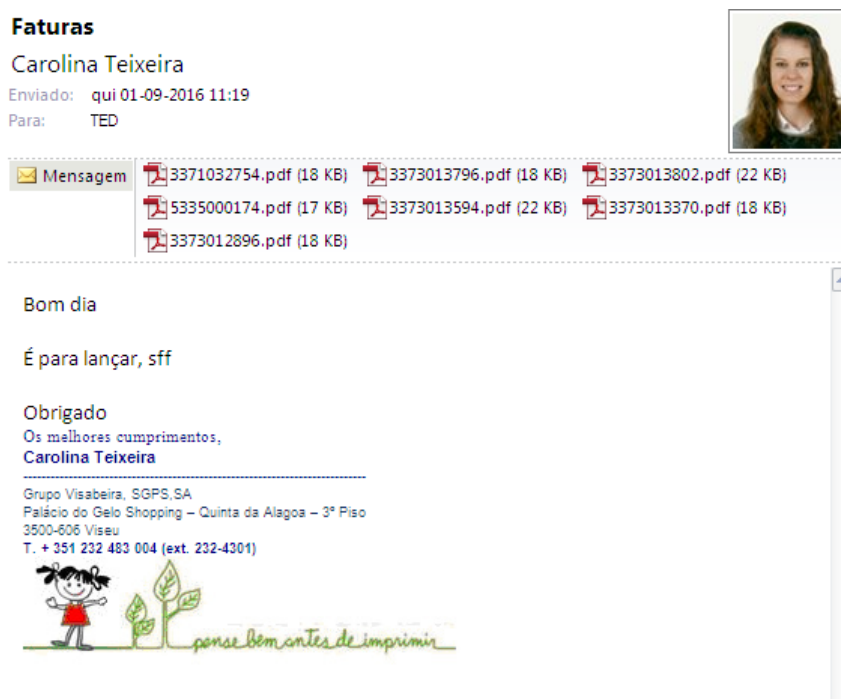 Faturas
Carolina Teixeira
Enviado: qui 01-09-2016 11:19
Para: TED
Mensagem 3371032754.pdf (18 KB) 3373013796.pdf (18 KB) 3373013802.pdf (22 KB)
5335000174.pdf (17 KB) 3373013594.pdf (22 KB) 3373013370.pdf (18 KB)
3373012896.pdf (18 KB)
Bom dia
É para lançar, sff
Obrigado
Os melhores cumprimentos,
Carolina Teixeira
--------------------------------------------------------------------------------
Grupo Visabeira, SGPS,SA
Palácio do Gelo Shopping – Quinta da Alagoa – 3º Piso
3500-606 Viseu
T. + 351 232 483 004 (ext. 232-4301)
pense bem antes de imprimir